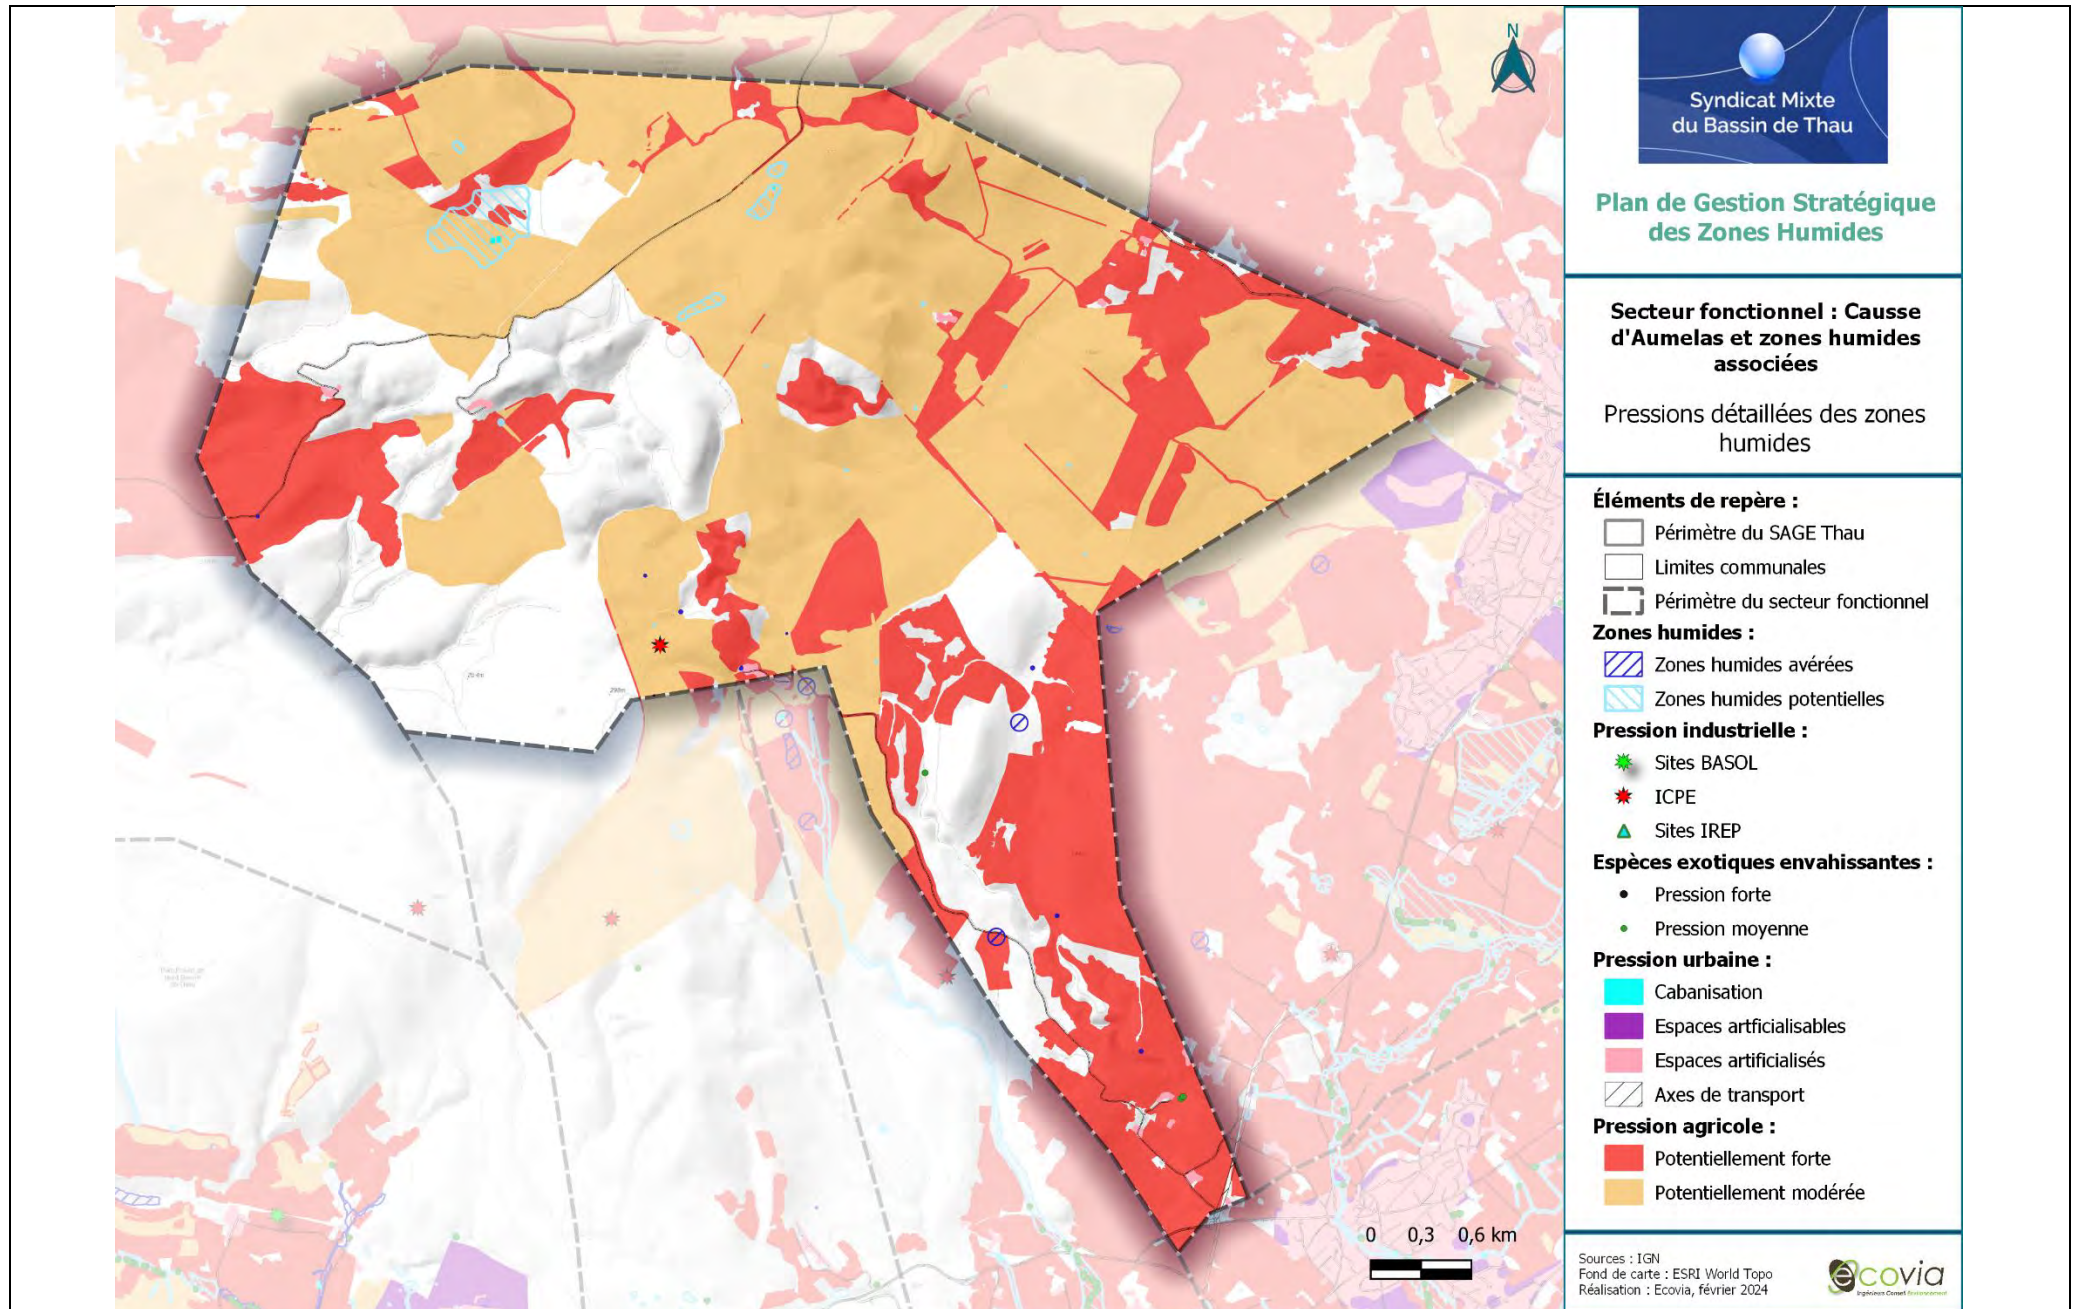 N
Syndicat Mixte
du Bassin de Thau
Plan de Gestion Stratégique
des Zones Humides
Secteur fonctionnel : Causse
d'Aumelas et zones humides
associées
Pressions détaillées des zones
humides
Éléments de repère :
Périmètre du SAGE Thau
Limites communales
Périmètre du secteur fonctionnel
Zones humides :
Zones humides avérées
Zones humides potentielles
Pression industrielle :
Sites BASOL
ICPE
Sites IREP
Espèces exotiques envahissantes :
Pression forte
Pression moyenne
Pression urbaine :
Cabanisation
Espaces artficialisables
Espaces artificialisés
Axes de transport
Pression agricole :
Potentiellement forte
Potentiellement modérée
0 0,3 0,6 km
Sources : IGN
Fond de carte : ESRI World Topo
Réalisation : Ecovia, février 2024
ecovia
Ingénierie Conseil Environnement